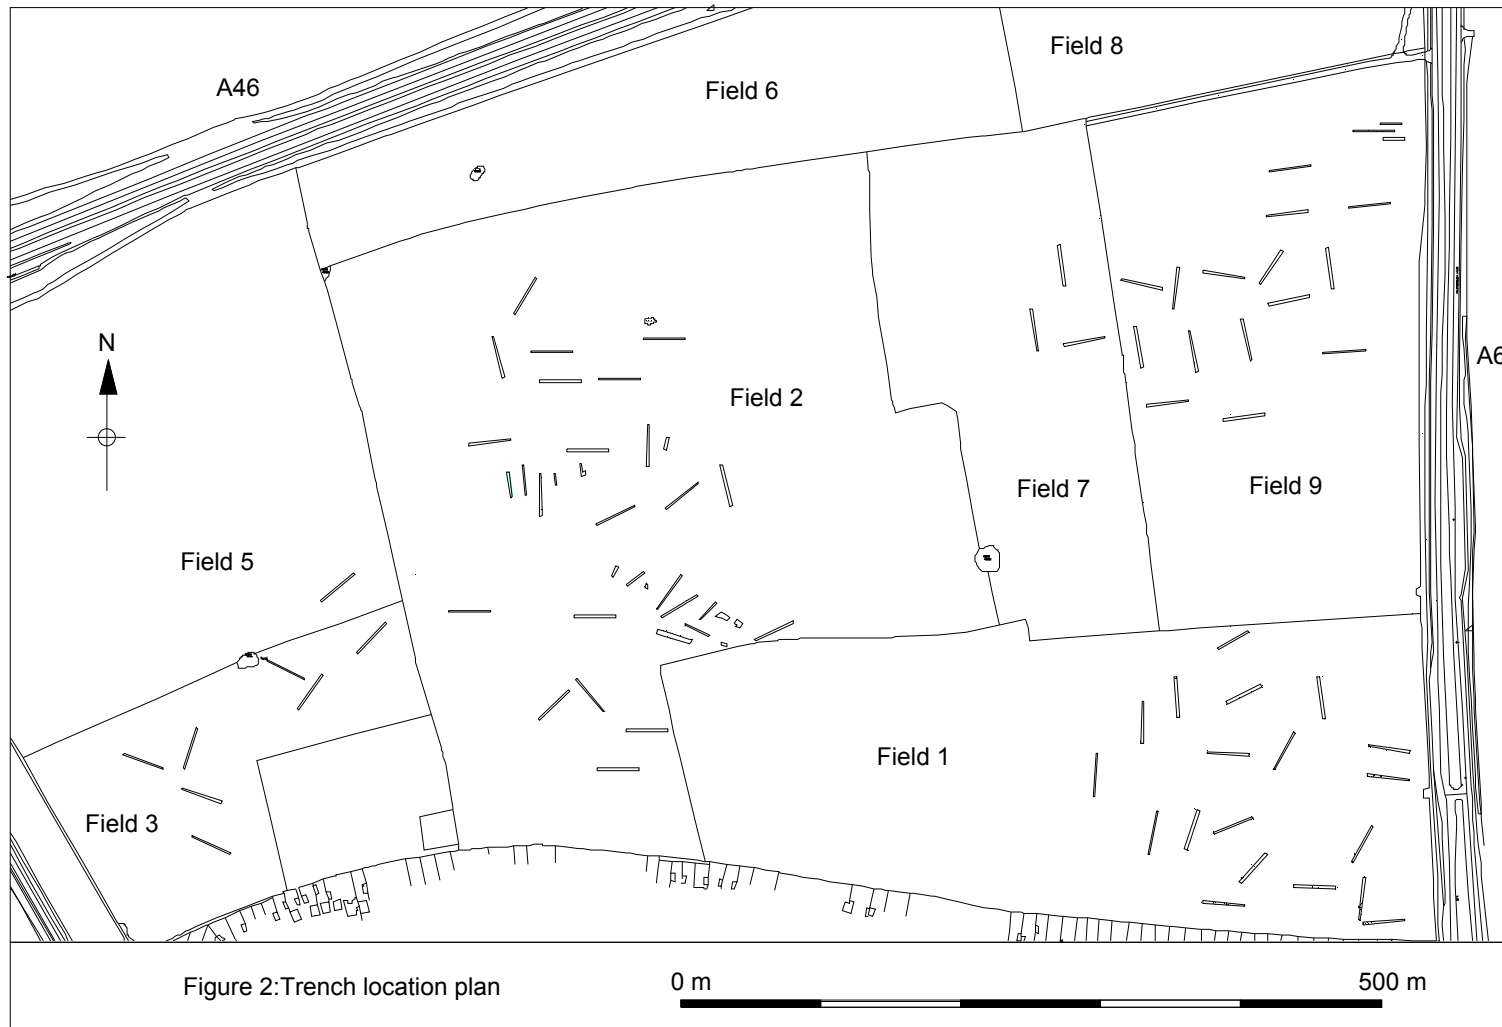 Field 8
A46
Field 6
N
A6
Field 2
Field 7
Field 9
Field 5
Field 1
Field 3
Figure 2:Trench location plan
0 m
500 m